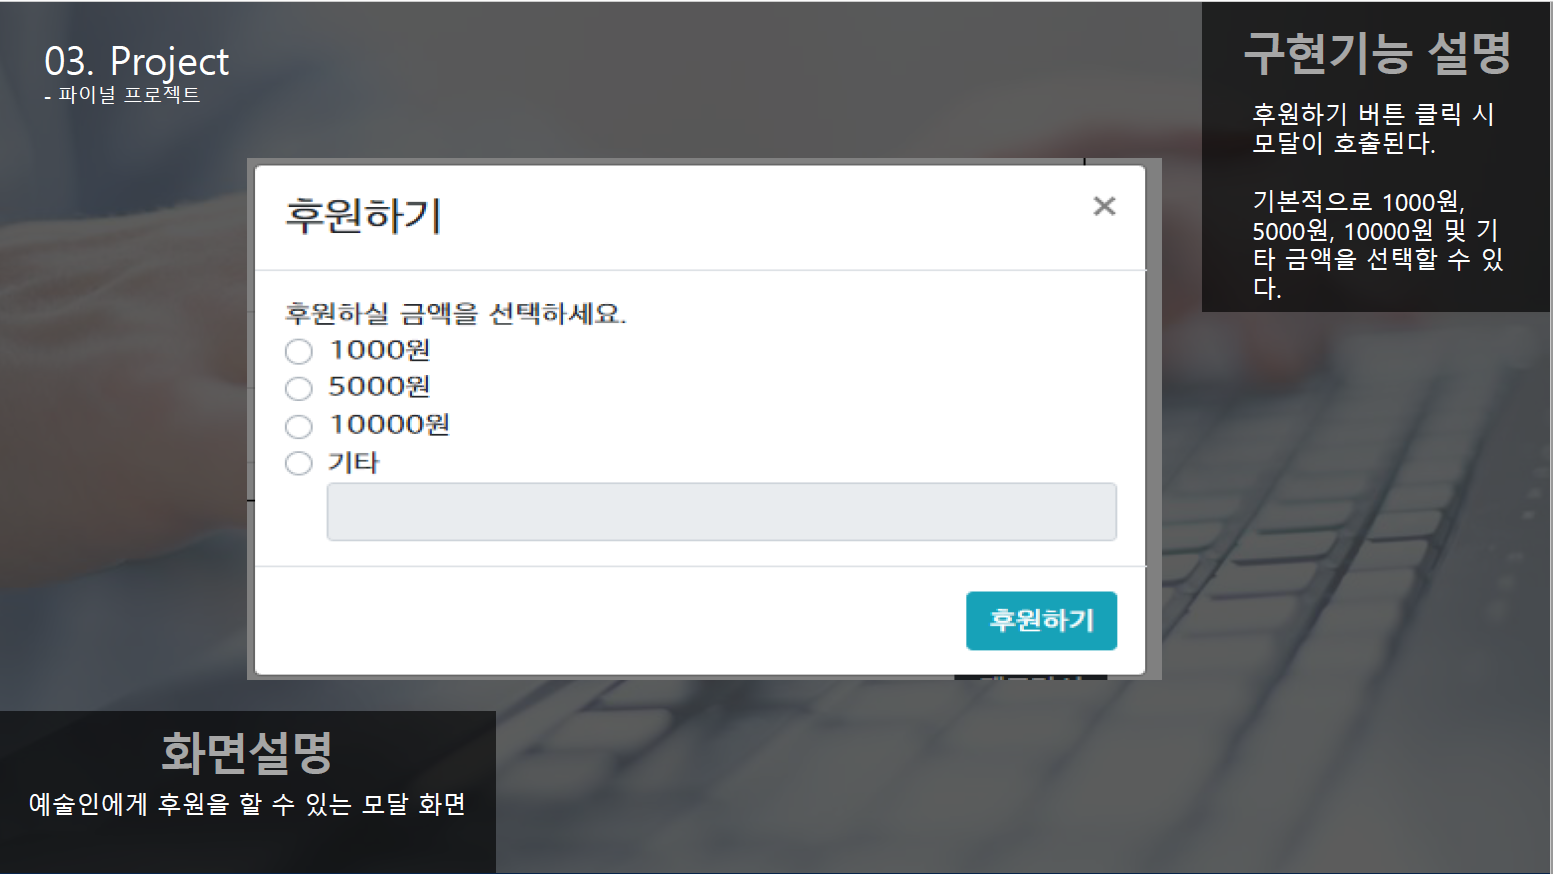 03. Project
- 파이널 프로젝트
구현기능 설명
후원하기 버튼 클릭 시
모달이 호출된다.
기본적으로 1000원,
5000원, 10000원 및 기
타 금액을 선택할 수 있
다.
후원하기
×
후원하실 금액을 선택하세요.
1000원
5000원
10000원
기타
후원하기
화면설명
예술인에게 후원을 할 수 있는 모달 화면